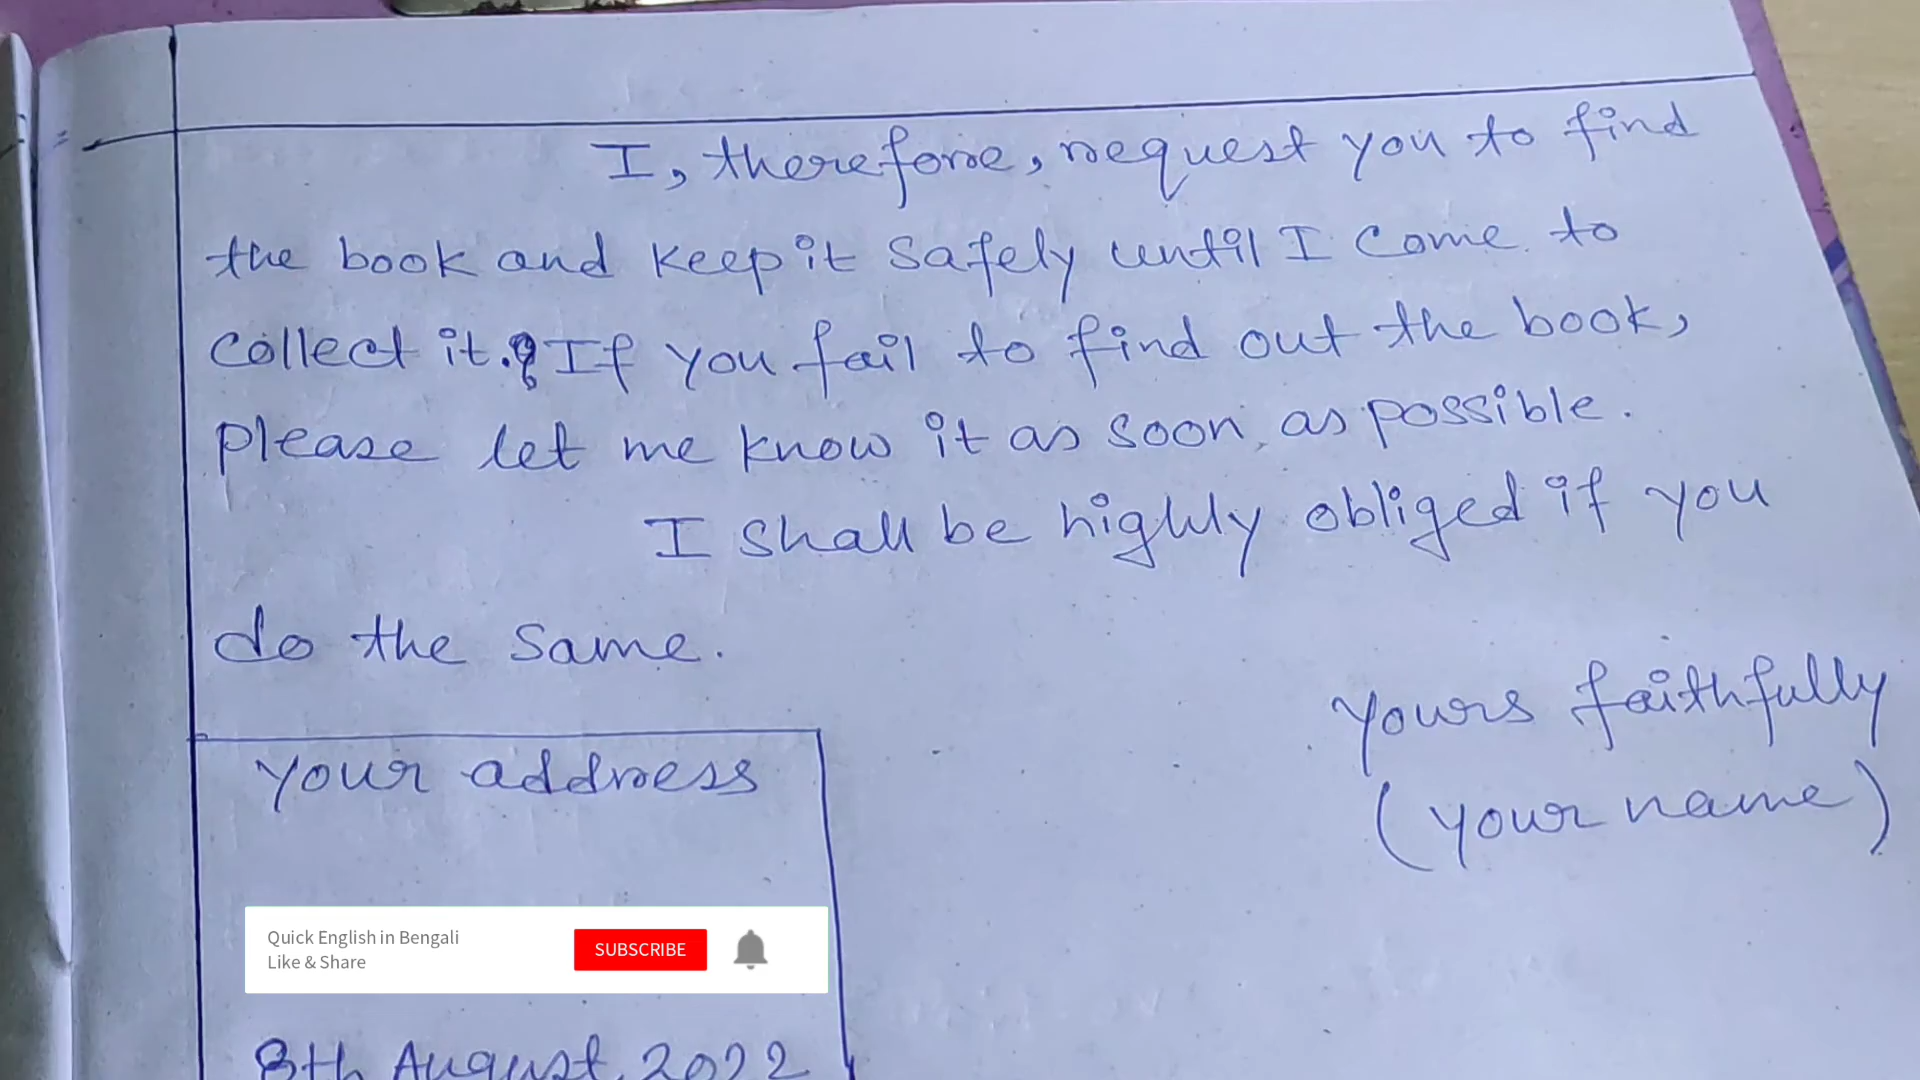 I, therefore, request you to find
the book and keep it safely until I come to
collect it. If you fail to find out the book,
please let me know it as soon as possible.
I shall be highly obliged if you
do the same.
Yours faithfully
(your name)
Your address
Quick English in Bengali
Like & Share
SUBSCRIBE
8th August, 2022